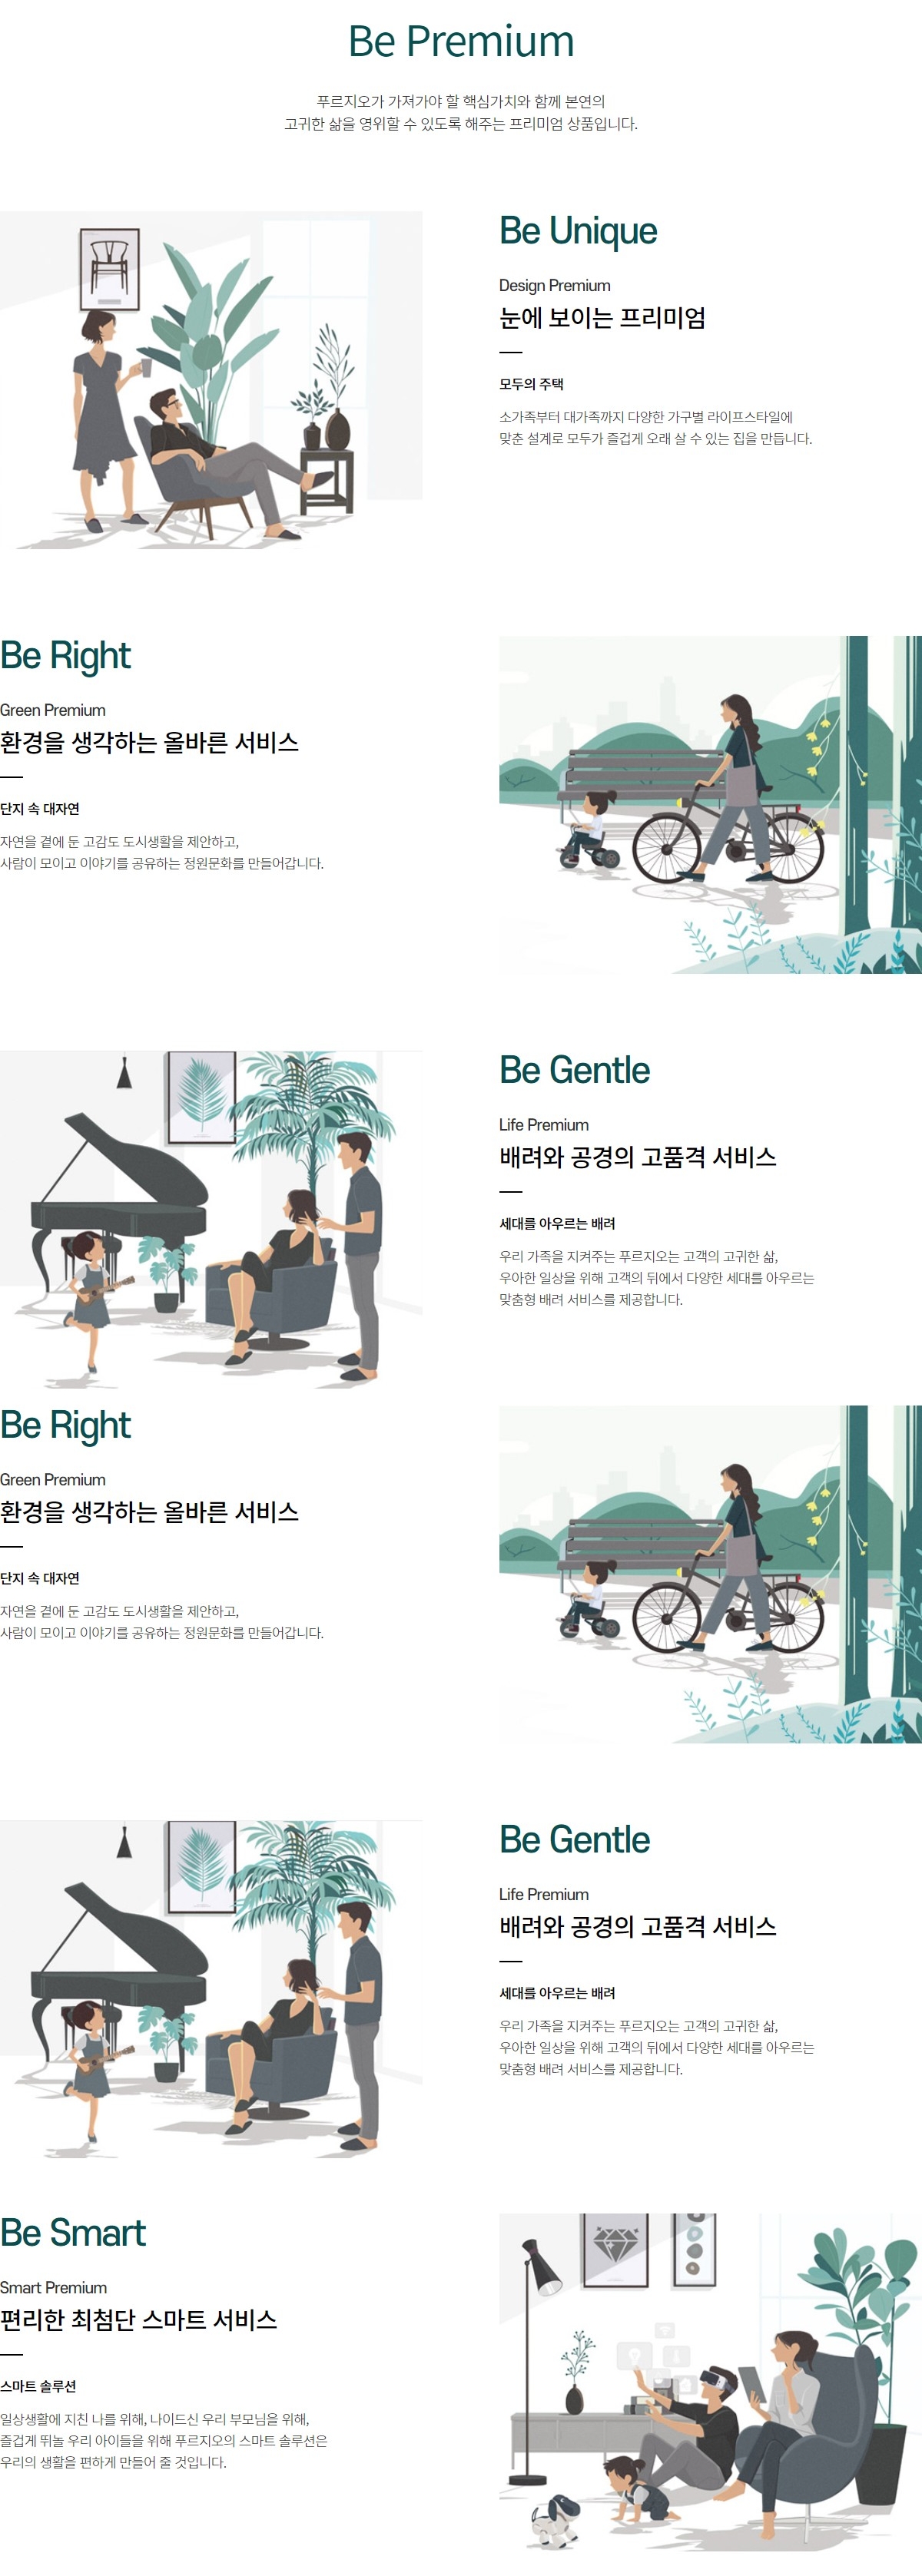 Be Premium
푸르지오가 가져가야 할 핵심가치와 함께 본연의
고귀한 삶을 영위할 수 있도록 해주는 프리미엄 상품입니다.
Be Unique
Design Premium
눈에 보이는 프리미엄
모두의 주택
소가족부터 대가족까지 다양한 가구별 라이프스타일에
맞춘 설계로 모두가 즐겁게 오래 살 수 있는 집을 만듭니다.
Be Right
Green Premium
환경을 생각하는 올바른 서비스
단지 속 대자연
자연을 곁에 둔 고감도 도시생활을 제안하고,
사람이 모이고 이야기를 공유하는 정원문화를 만들어갑니다.
Be Gentle
Life Premium
배려와 공경의 고품격 서비스
세대를 아우르는 배려
우리 가족을 지켜주는 푸르지오는 고객의 고귀한 삶,
우아한 일상을 위해 고객의 뒤에서 다양한 세대를 아우르는
맞춤형 배려 서비스를 제공합니다.
Be Right
Green Premium
환경을 생각하는 올바른 서비스
단지 속 대자연
자연을 곁에 둔 고감도 도시생활을 제안하고,
사람이 모이고 이야기를 공유하는 정원문화를 만들어갑니다.
Be Gentle
Life Premium
배려와 공경의 고품격 서비스
세대를 아우르는 배려
우리 가족을 지켜주는 푸르지오는 고객의 고귀한 삶,
우아한 일상을 위해 고객의 뒤에서 다양한 세대를 아우르는
맞춤형 배려 서비스를 제공합니다.
Be Smart
Smart Premium
편리한 최첨단 스마트 서비스
스마트 솔루션
일상생활에 지친 나를 위해, 나이드신 우리 부모님을 위해,
즐겁게 뛰놀 우리 아이들을 위해 푸르지오의 스마트 솔루션은
우리의 생활을 편하게 만들어 줄 것입니다.